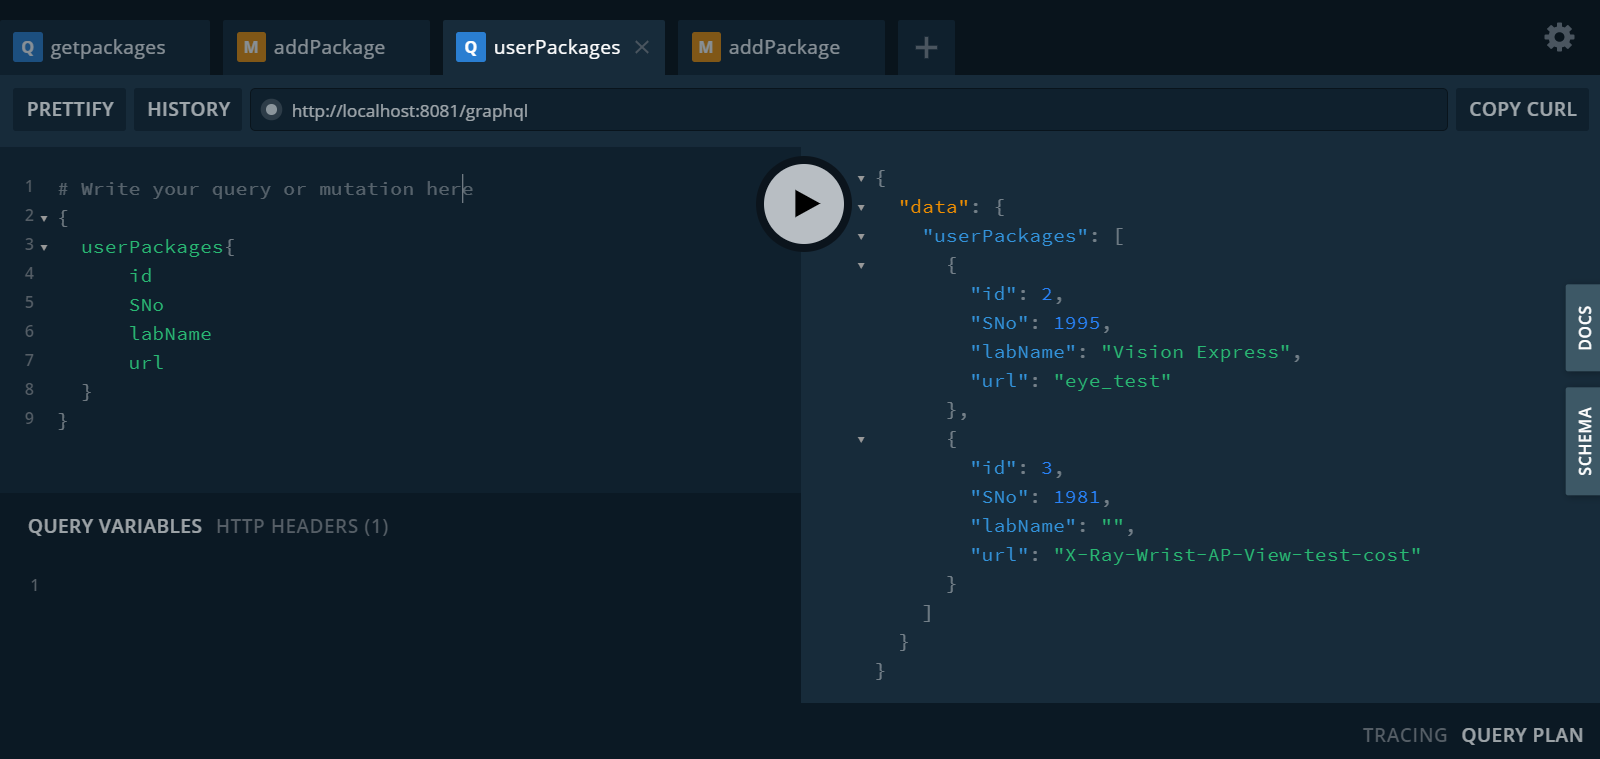 Q getpackages M addPackage Q userPackages × M addPackage +
PRETTIFY HISTORY http://localhost:8081/graphql COPY CURL
1 # Write your query or mutation here
2 {
3 userPackages{
4 id
5 SNo
6 labName
7 url
8 }
9 }
QUERY VARIABLES HTTP HEADERS (1)
1
{
"data": {
"userPackages": [
{
"id": 2,
"SNo": 1995,
"labName": "Vision Express",
"url": "eye_test"
},
{
"id": 3,
"SNo": 1981,
"labName": "",
"url": "X-Ray-Wrist-AP-View-test-cost"
}
]
}
}
DOCS
SCHEMA
TRACING QUERY PLAN